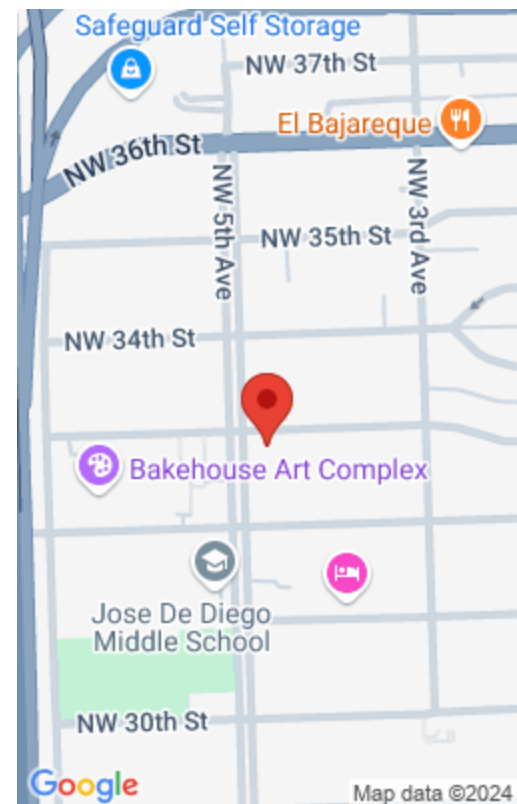 Safeguard Self Storage
NW 37th St
El Bajareque
NW 36th St
NW 5th Ave
NW 3rd Ave
NW 35th St
NW 34th St
Bakehouse Art Complex
Jose De Diego
Middle School
NW 30th St
Google
Map data ©2024